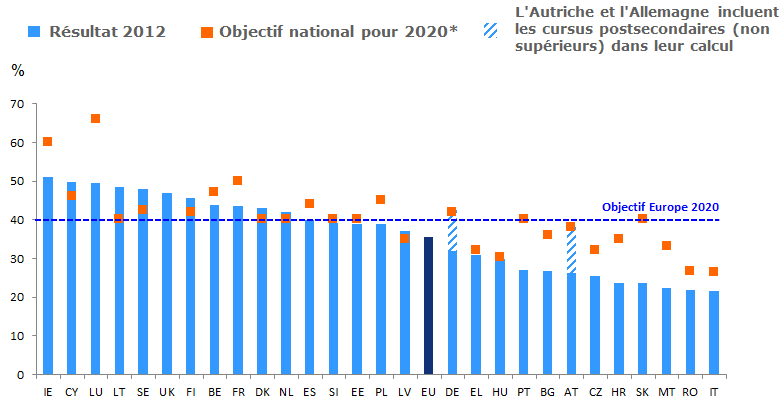 Résultat 2012
Objectif national pour 2020*
L'Autriche et l'Allemagne incluent
les cursus postsecondaires (non
supérieurs) dans leur calcul
%
70
60
50
40
30
20
10
0
Objectif Europe 2020
IE CY LU LT SE UK FI BE FR DK NL ES SI EE PL LV EU DE EL HU PT BG AT CZ HR SK MT RO IT